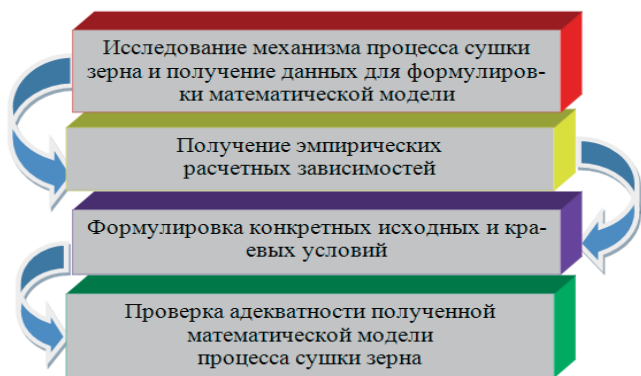 Исследование механизма процесса сушки
зерна и получение данных для формулиров-
ки математической модели
Получение эмпирических
расчетных зависимостей
Формулировка конкретных исходных и кра-
евых условий
Проверка адекватности полученной
математической модели
процесса сушки зерна